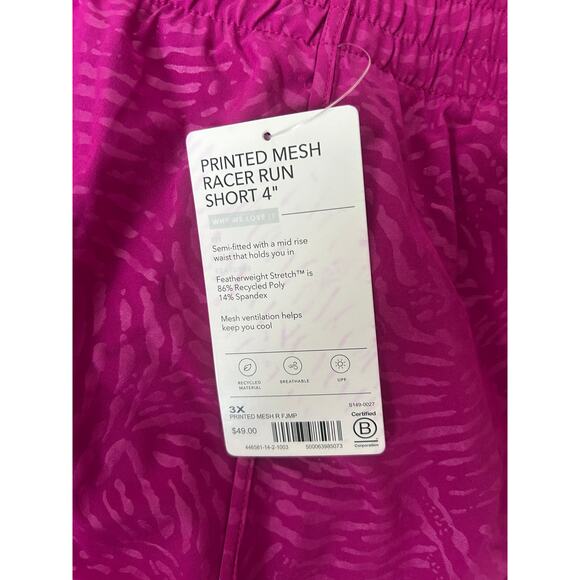 PRINTED MESH
RACER RUN
SHORT 4"
WHY WE LOVE IT
Semi-fitted with a mid rise
waist that holds you in
Featherweight Stretch™ is
86% Recycled Poly
14% Spandex
Mesh ventilation helps
keep you cool
RECYCLED
MATERIAL
BREATHABLE
UPF
3X
S149-0027
PRINTED MESH R FJMP
$49.00
446561-14-2-1003
500063985073
Certified
B
Corporation